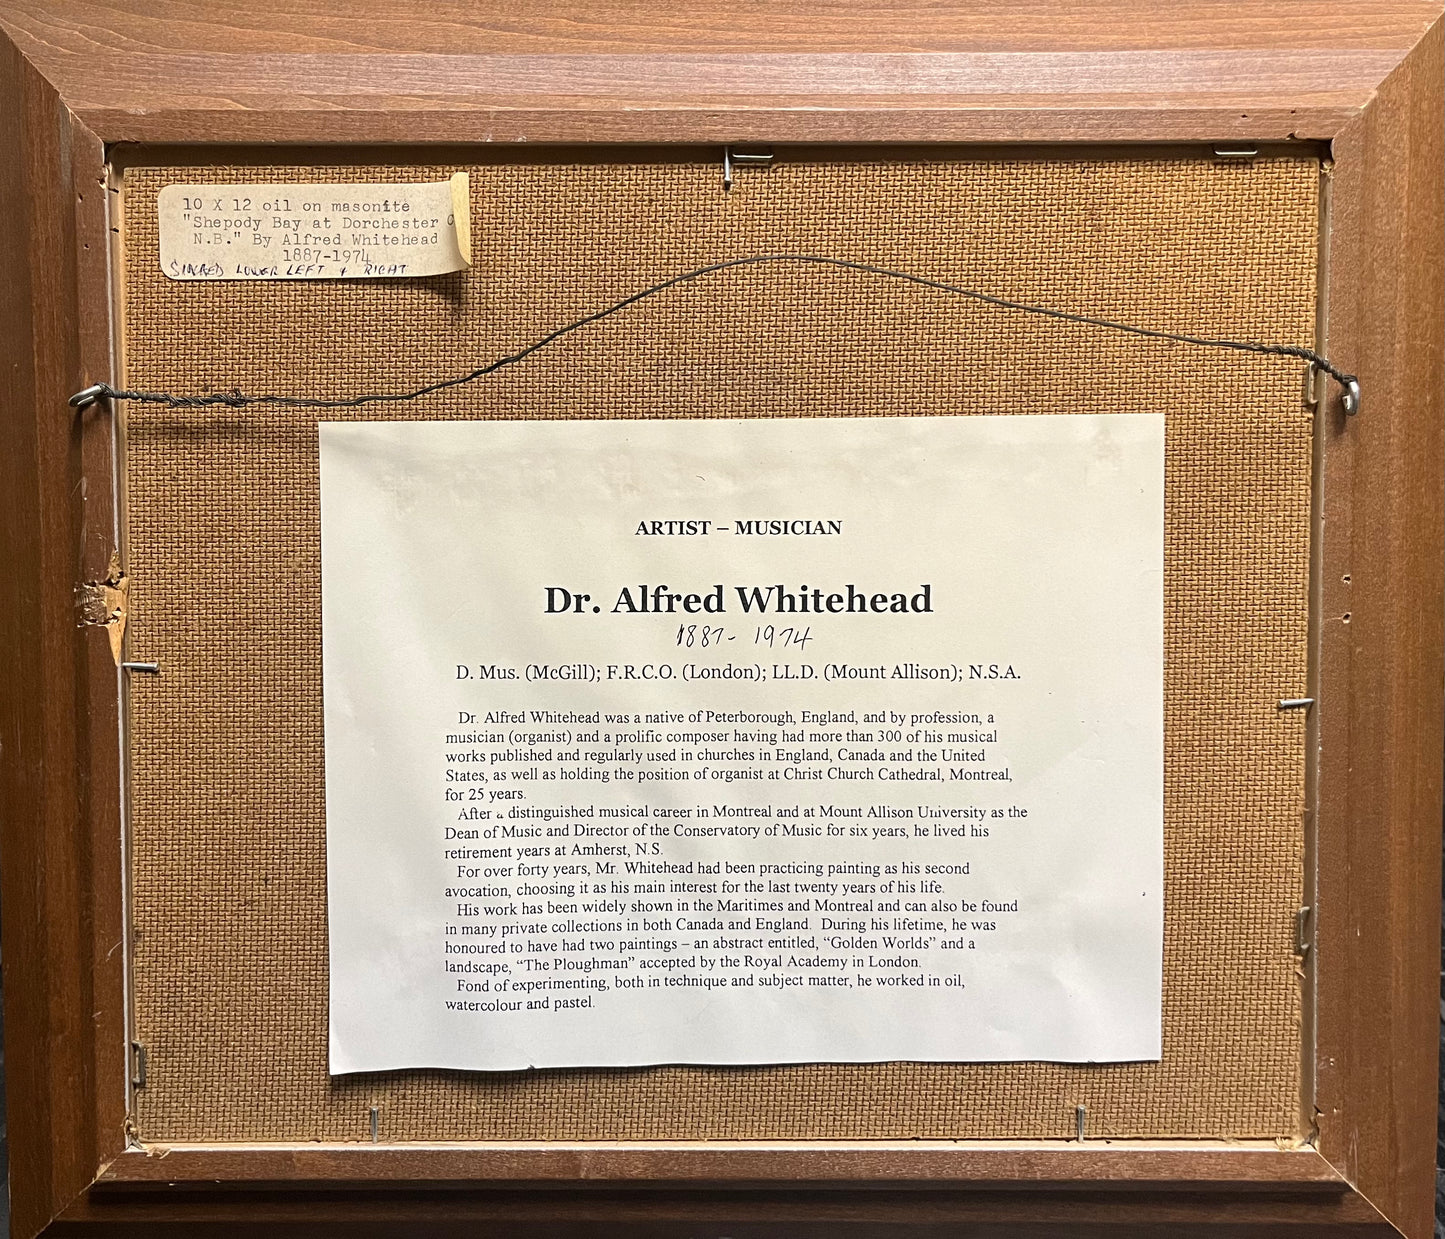 10 X 12 oil on masonite
"Shepody Bay at Dorchester
N.B." By Alfred Whitehead
1887-1974
SIGNED LOWER LEFT & RIGHT
ARTIST – MUSICIAN
Dr. Alfred Whitehead
1887- 1974
D. Mus. (McGill); F.R.C.O. (London); LL.D. (Mount Allison); N.S.A.
Dr. Alfred Whitehead was a native of Peterborough, England, and by profession, a
musician (organist) and a prolific composer having had more than 300 of his musical
works published and regularly used in churches in England, Canada and the United
States, as well as holding the position of organist at Christ Church Cathedral, Montreal,
for 25 years.
After a distinguished musical career in Montreal and at Mount Allison University as the
Dean of Music and Director of the Conservatory of Music for six years, he lived his
retirement years at Amherst, N.S.
For over forty years, Mr. Whitehead had been practicing painting as his second
avocation, choosing it as his main interest for the last twenty years of his life.
His work has been widely shown in the Maritimes and Montreal and can also be found
in many private collections in both Canada and England. During his lifetime, he was
honoured to have had two paintings – an abstract entitled, “Golden Worlds” and a
landscape, “The Ploughman” accepted by the Royal Academy in London.
Fond of experimenting, both in technique and subject matter, he worked in oil,
watercolour and pastel.